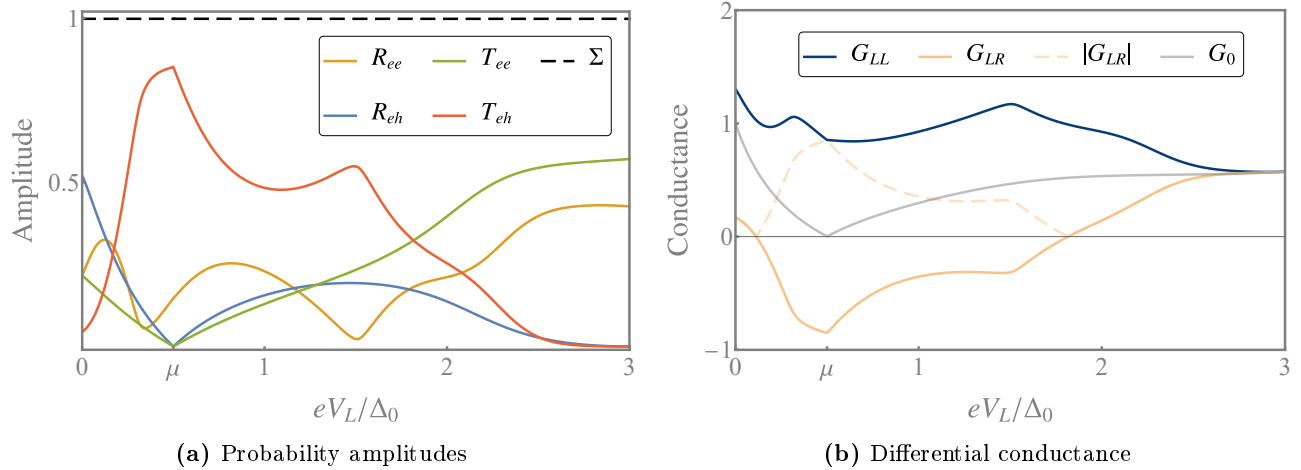 1
0.5
Amplitude
R_ee T_ee Σ
R_eh T_eh
0 μ 1 2 3
eV_L/Δ_0
(a) Probability amplitudes
2
1
0
−1
Conductance
G_LL G_LR |G_LR| G_0
0 μ 1 2 3
eV_L/Δ_0
(b) Differential conductance